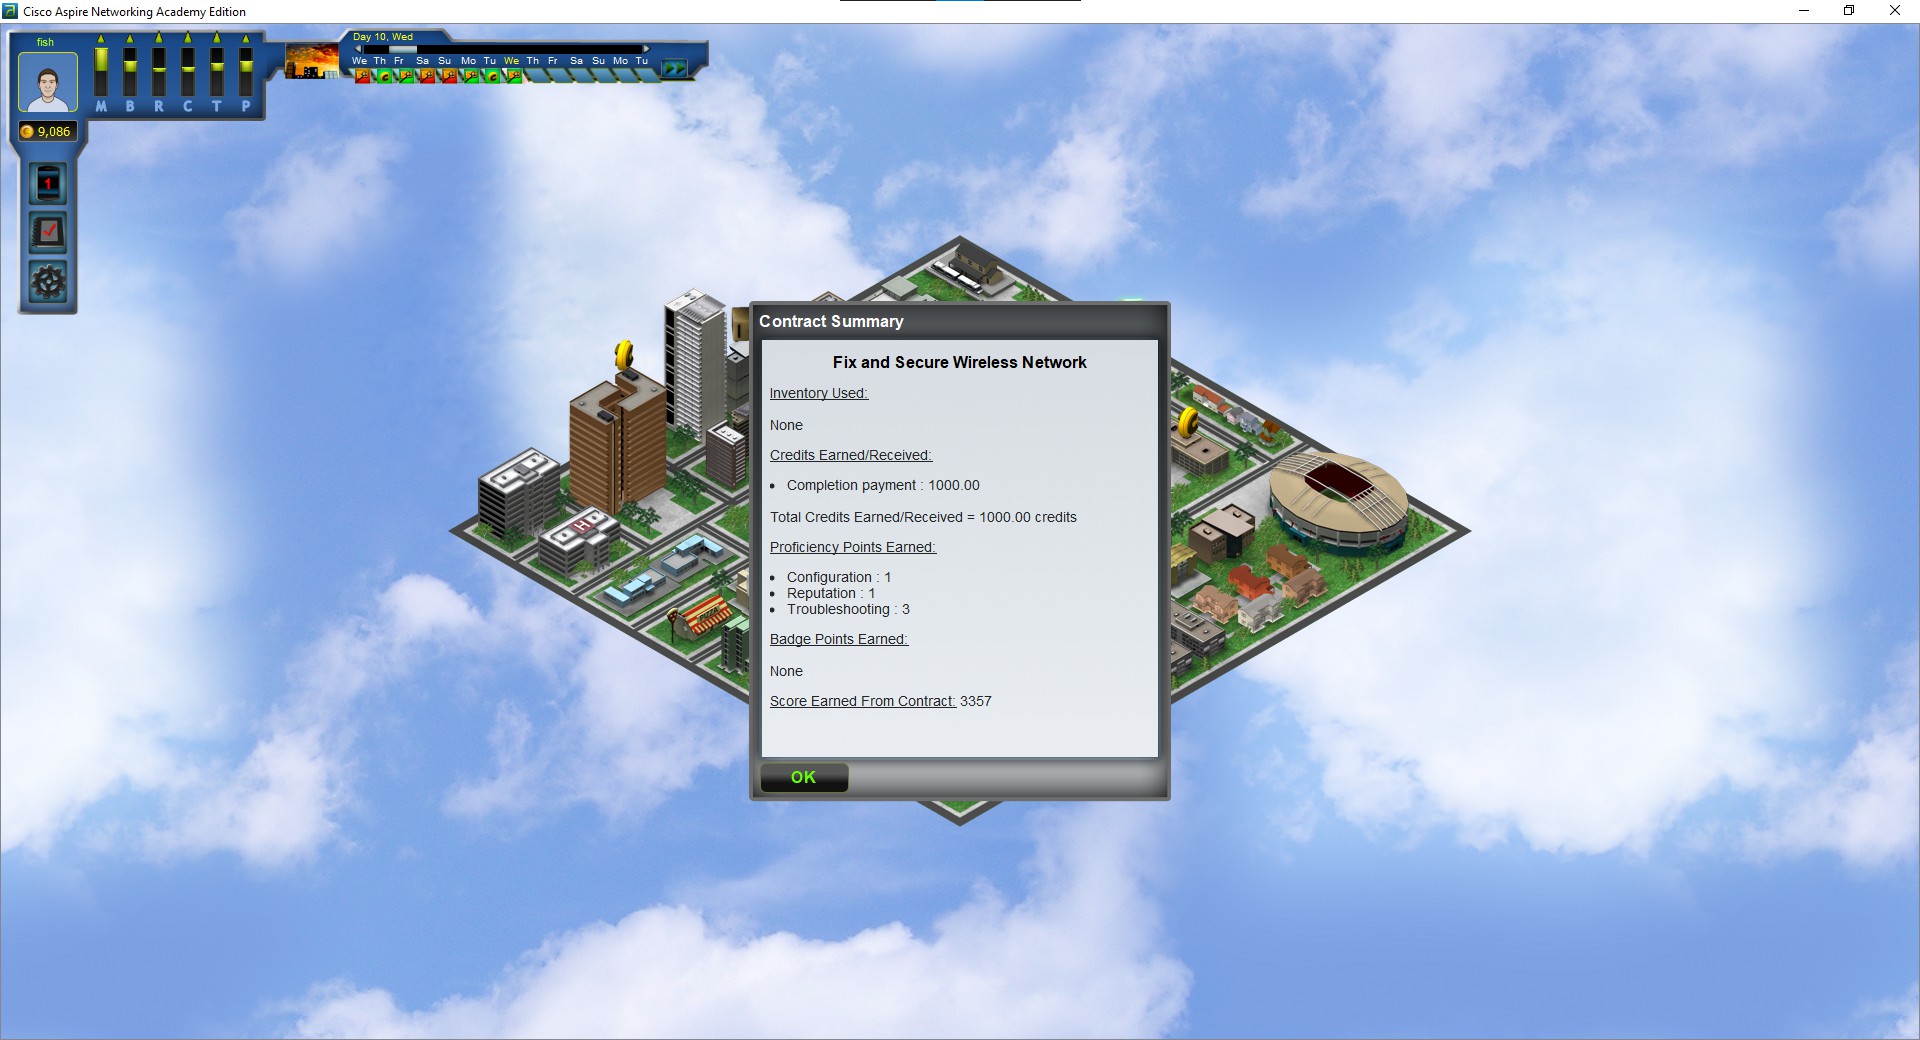 Cisco Aspire Networking Academy Edition
fish
M B R C T P
9,086
1
Day 10, Wed
We Th Fr Sa Su Mo Tu We Th Fr Sa Su Mo Tu
Contract Summary
Fix and Secure Wireless Network
Inventory Used:
None
Credits Earned/Received:
Completion payment : 1000.00
Total Credits Earned/Received = 1000.00 credits
Proficiency Points Earned:
Configuration : 1
Reputation : 1
Troubleshooting : 3
Badge Points Earned:
None
Score Earned From Contract: 3357
OK
H
PIZZA